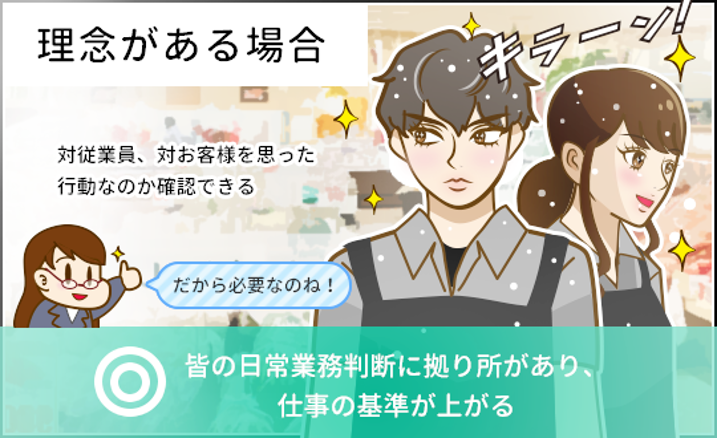 理念がある場合
キラーン!
対従業員、対お客様を思った
行動なのか確認できる
だから必要なのね！
皆の日常業務判断に拠り所があり、
仕事の基準が上がる